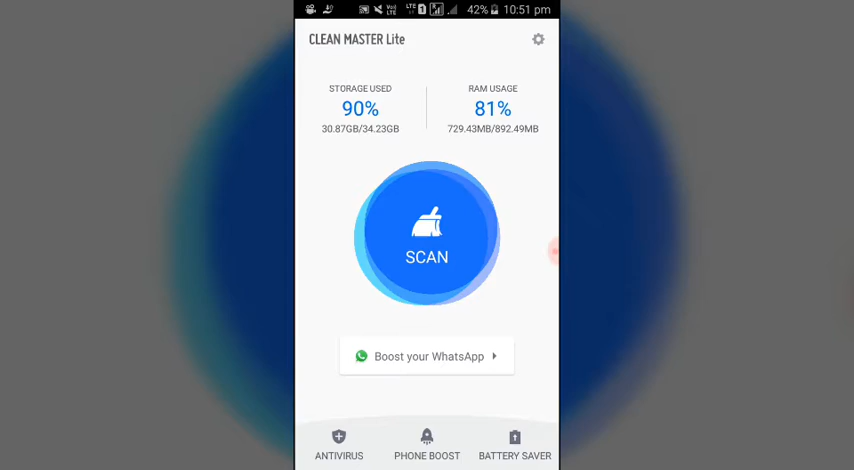 42% 10:51 pm
CLEAN MASTER Lite
STORAGE USED
90%
30.87GB/34.23GB
RAM USAGE
81%
729.43MB/892.49MB
SCAN
Boost your WhatsApp
ANTIVIRUS
PHONE BOOST
BATTERY SAVER